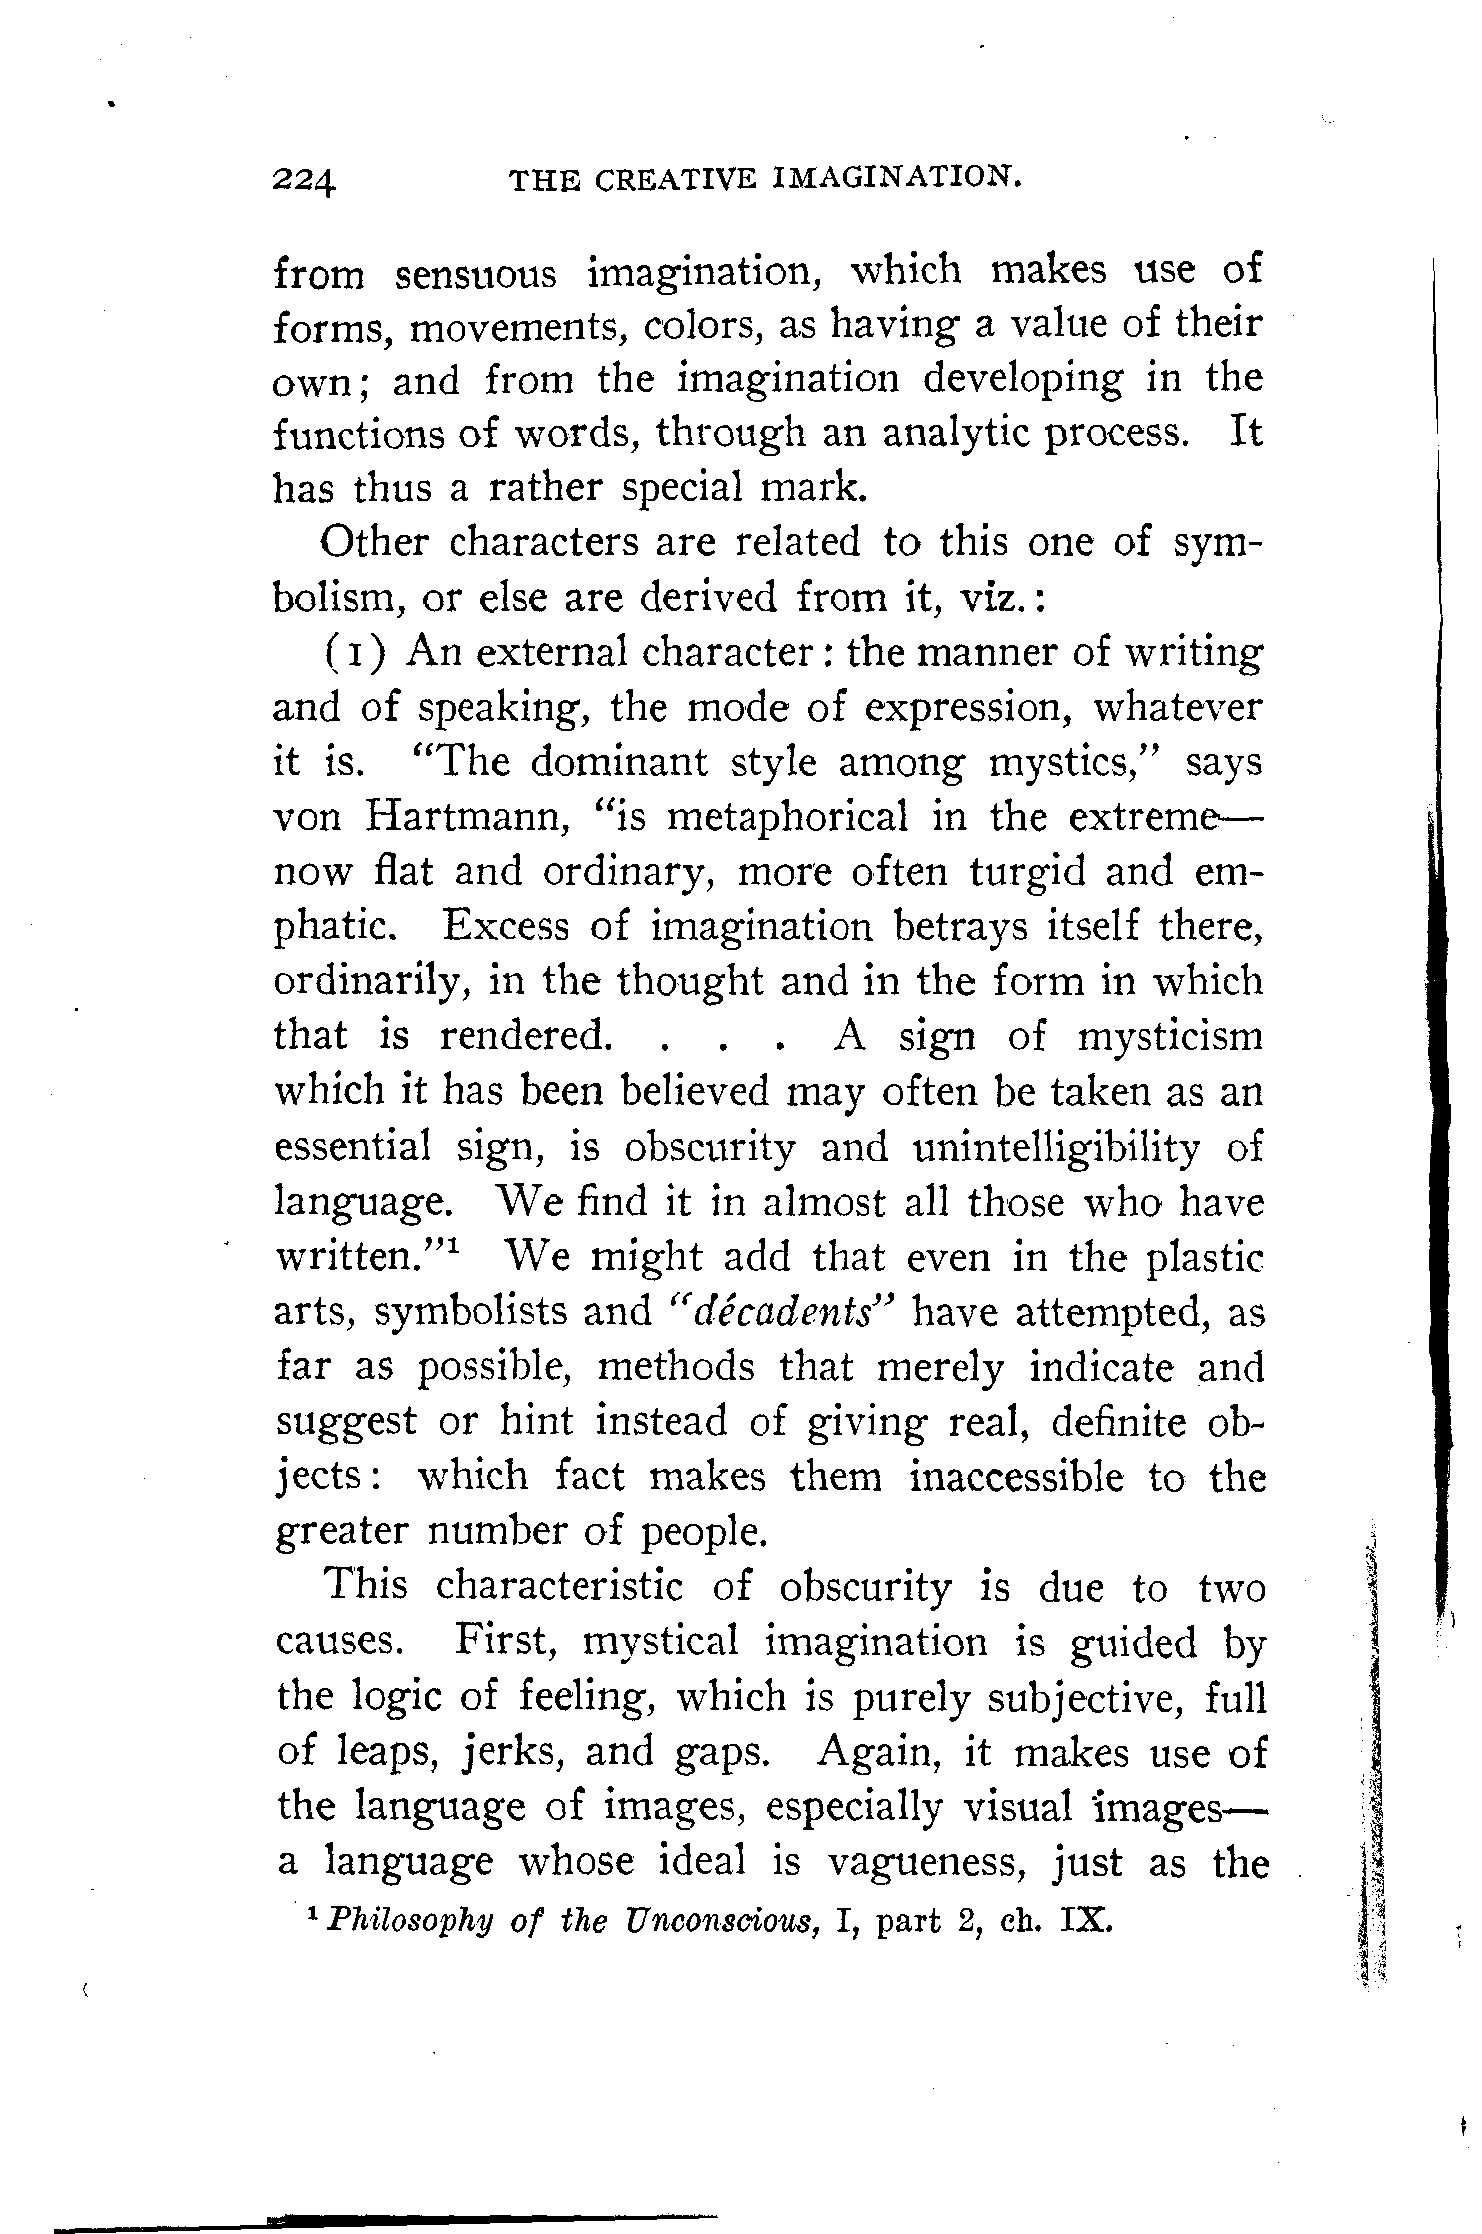 224 THE CREATIVE IMAGINATION.
from sensuous imagination, which makes use of
forms, movements, colors, as having a value of their
own; and from the imagination developing in the
functions of words, through an analytic process. It
has thus a rather special mark.
Other characters are related to this one of sym-
bolism, or else are derived from it, viz.:
(1) An external character: the manner of writing
and of speaking, the mode of expression, whatever
it is. “The dominant style among mystics,” says
von Hartmann, “is metaphorical in the extreme—
now flat and ordinary, more often turgid and em-
phatic. Excess of imagination betrays itself there,
ordinarily, in the thought and in the form in which
that is rendered. . . . A sign of mysticism
which it has been believed may often be taken as an
essential sign, is obscurity and unintelligibility of
language. We find it in almost all those who have
written.”¹ We might add that even in the plastic
arts, symbolists and “décadents” have attempted, as
far as possible, methods that merely indicate and
suggest or hint instead of giving real, definite ob-
jects: which fact makes them inaccessible to the
greater number of people.
This characteristic of obscurity is due to two
causes. First, mystical imagination is guided by
the logic of feeling, which is purely subjective, full
of leaps, jerks, and gaps. Again, it makes use of
the language of images, especially visual images—
a language whose ideal is vagueness, just as the
¹ Philosophy of the Unconscious, I, part 2, ch. IX.